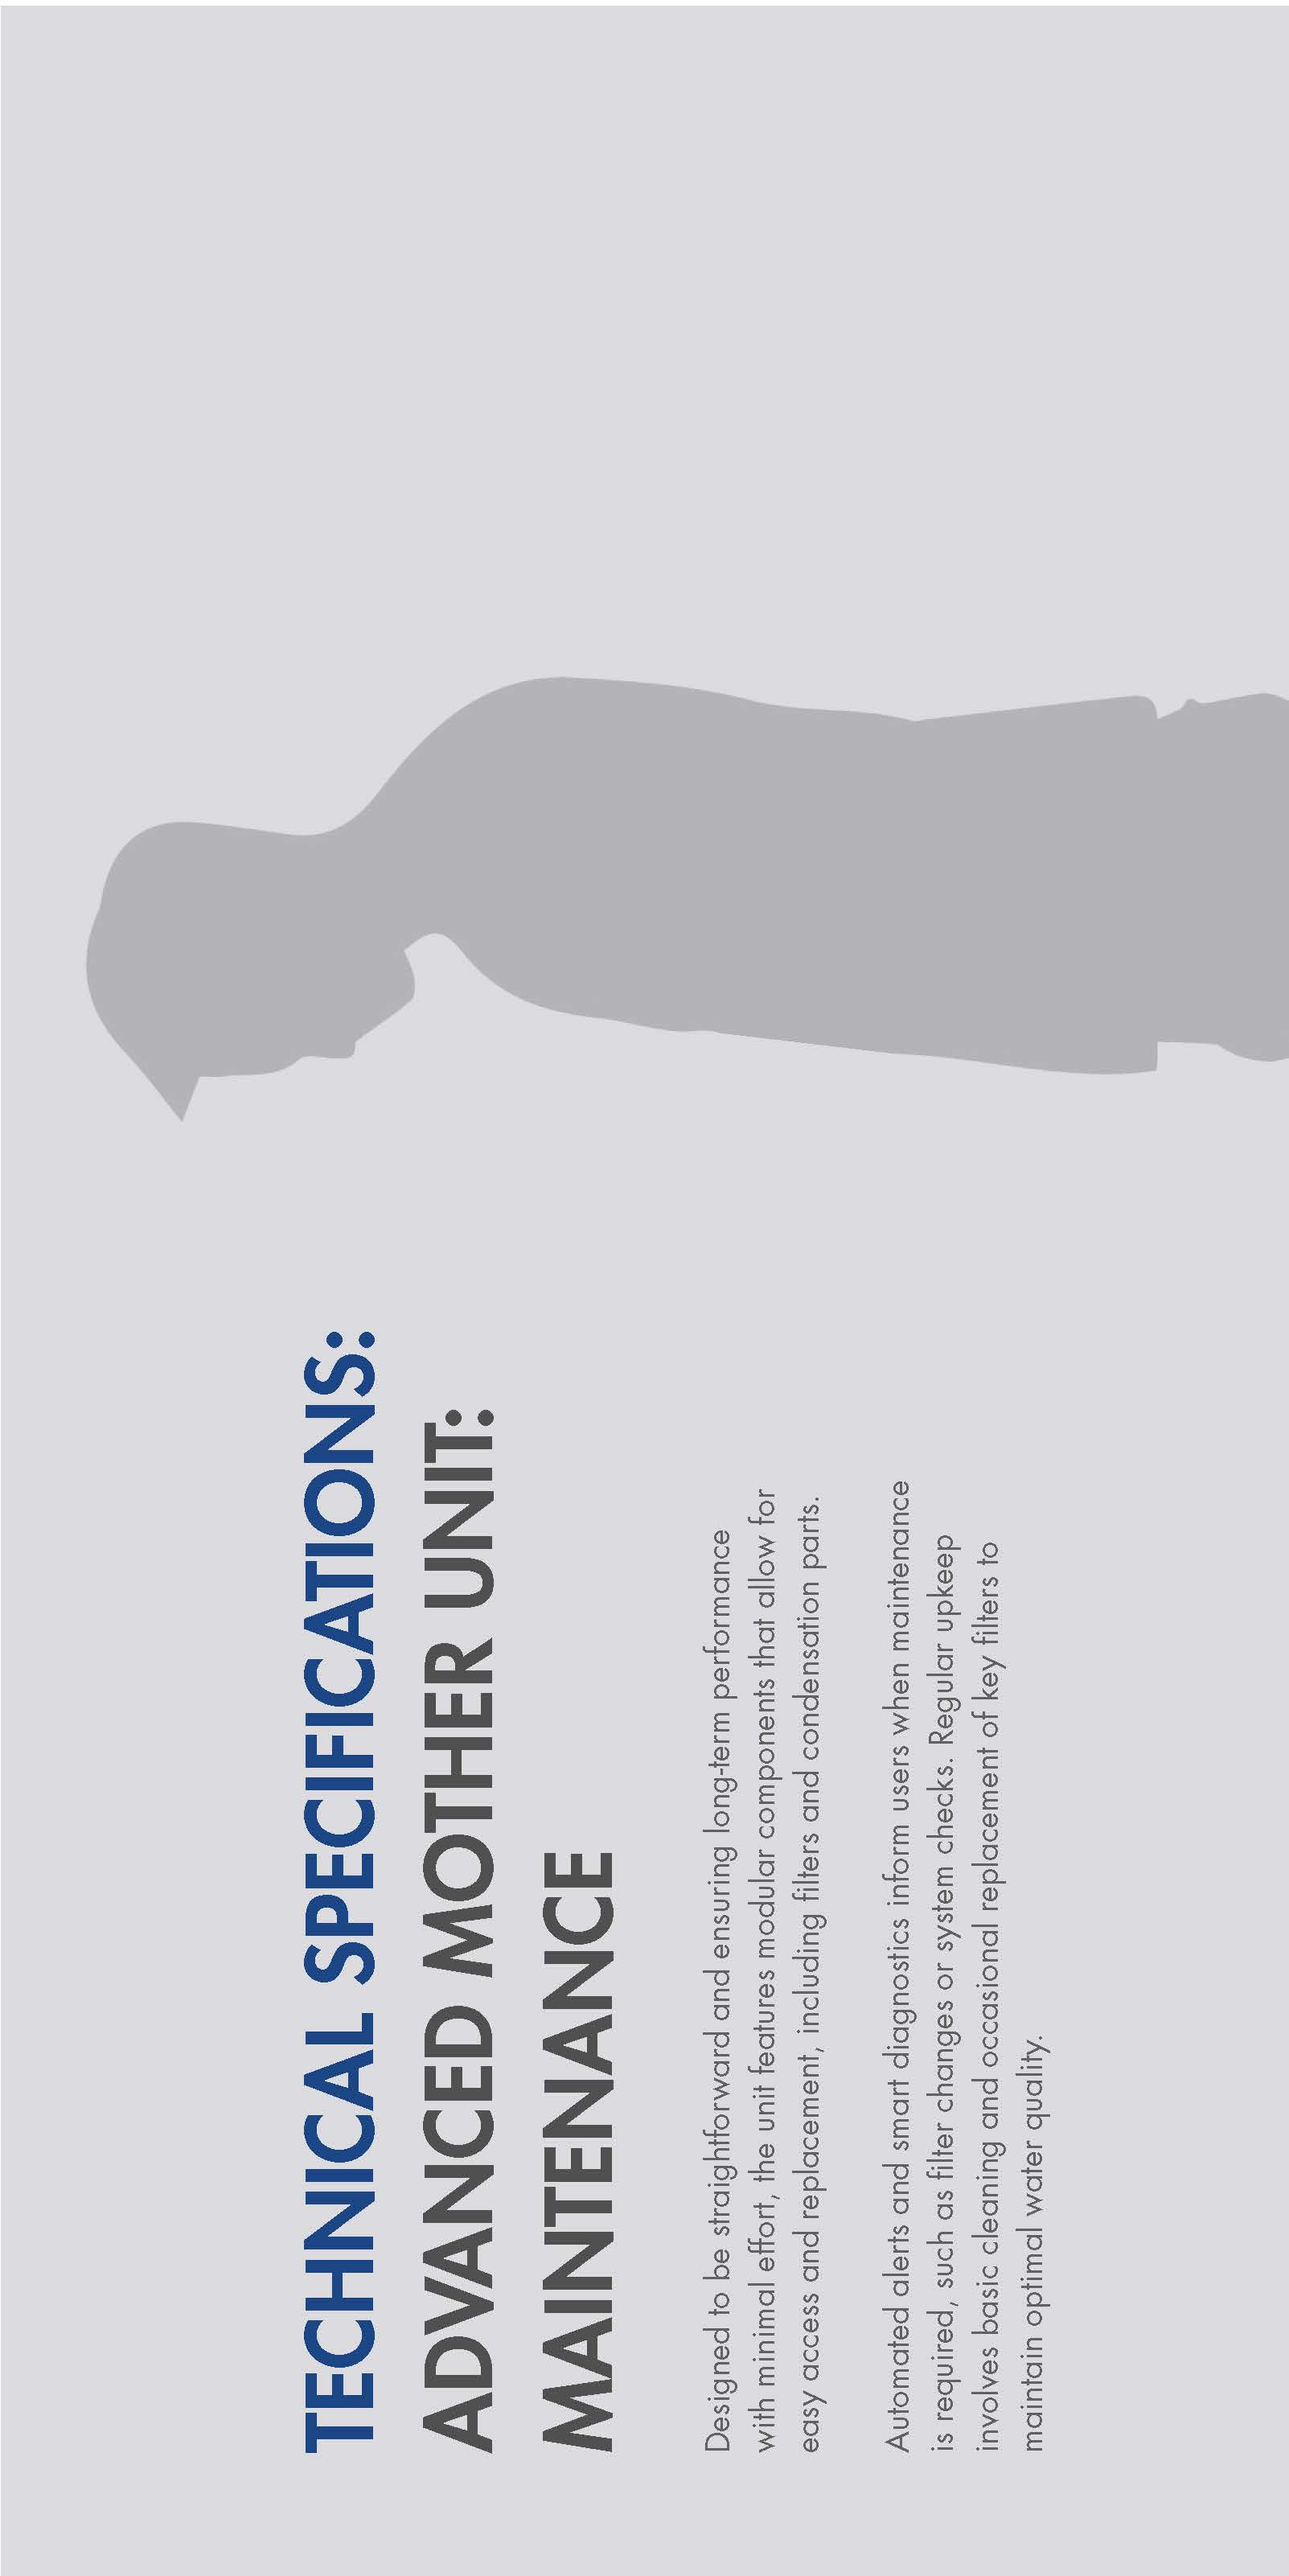 TECHNICAL SPECIFICATIONS:
ADVANCED MOTHER UNIT:
MAINTENANCE
Designed to be straightforward and ensuring long-term performance
with minimal effort, the unit features modular components that allow for
easy access and replacement, including filters and condensation parts.
Automated alerts and smart diagnostics inform users when maintenance
is required, such as filter changes or system checks. Regular upkeep
involves basic cleaning and occasional replacement of key filters to
maintain optimal water quality.